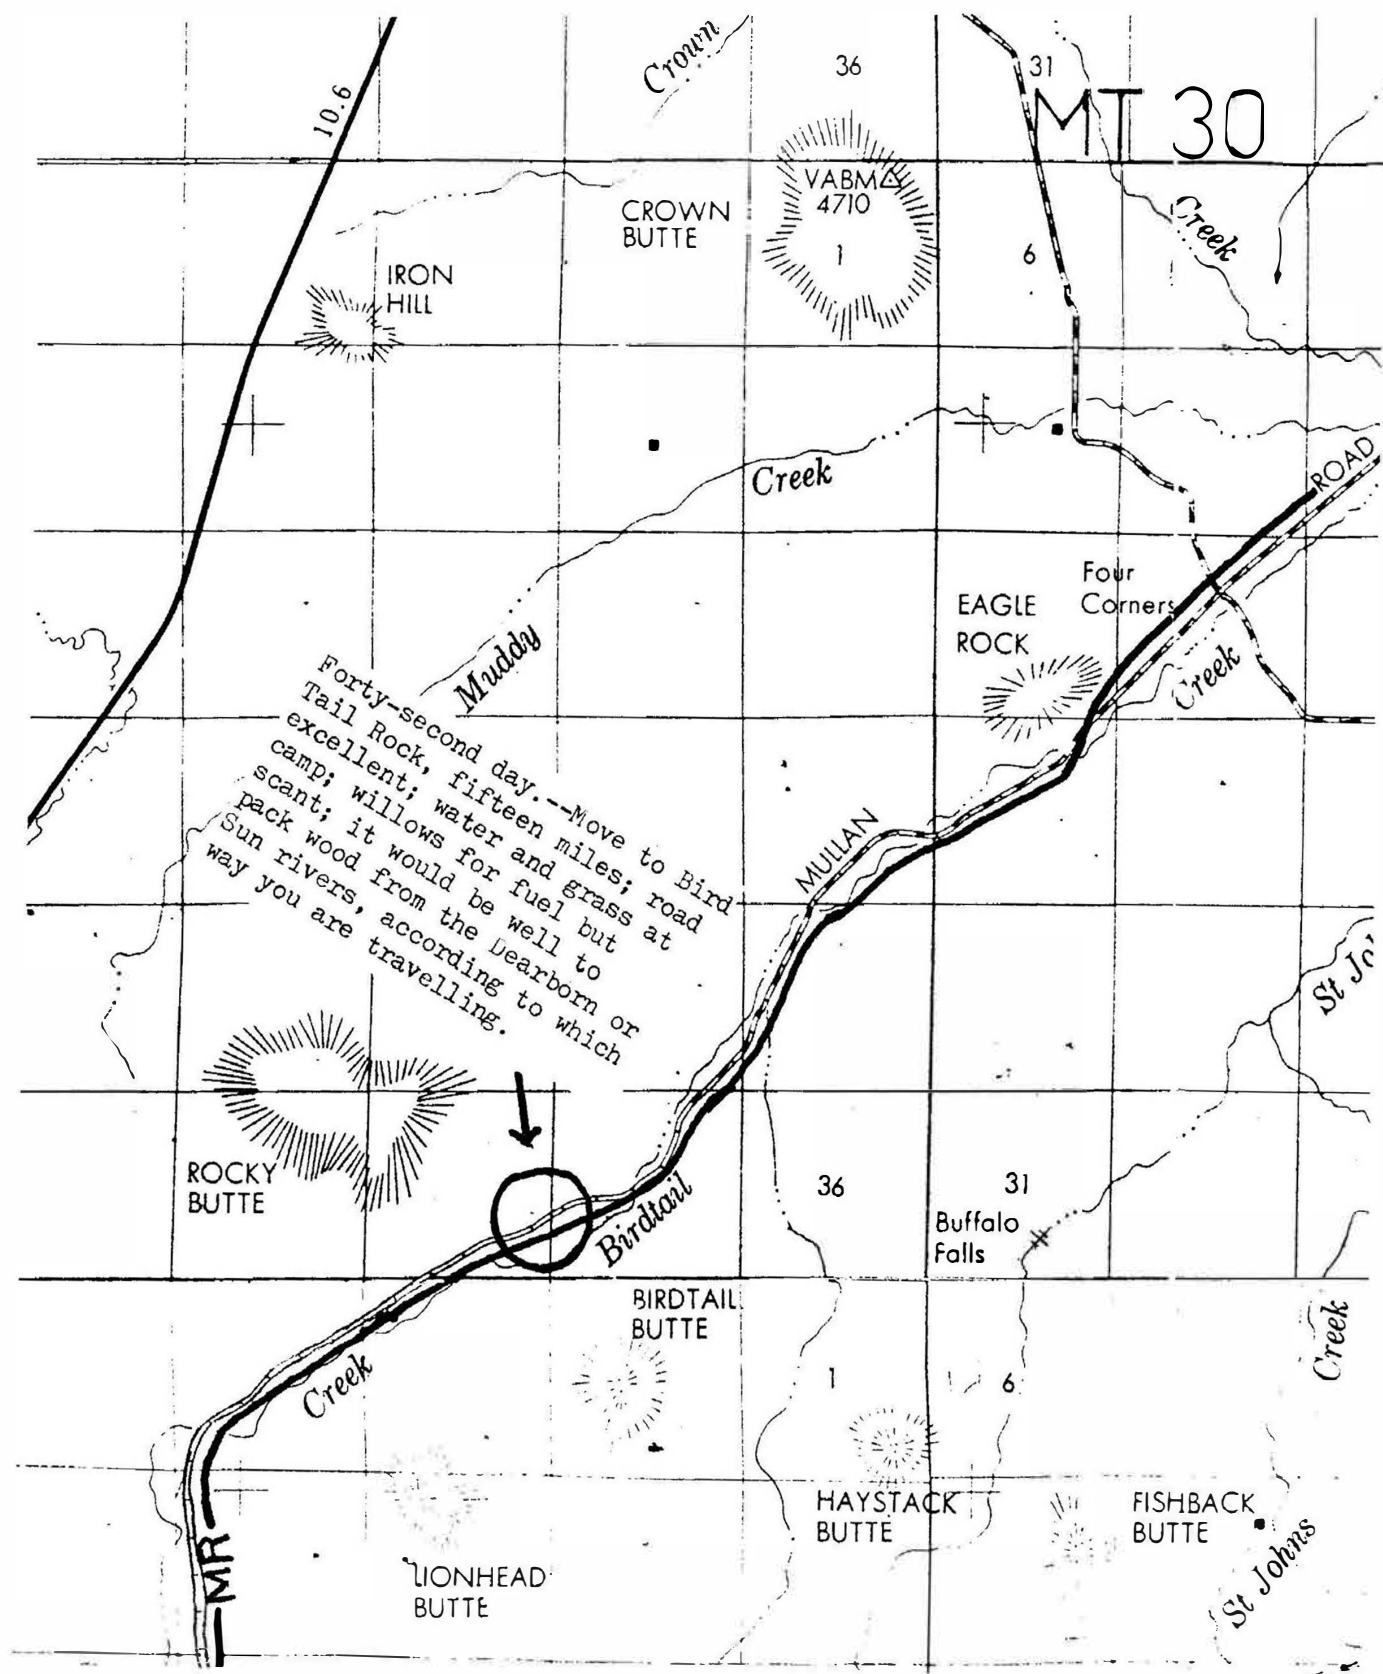 Crown
36
31
MT 30
10.6
VABM
4710
CROWN
BUTTE
1
6
Creek
IRON
HILL
Creek
ROAD
Four
Corners
EAGLE
ROCK
Muddy
Creek
Forty-second day.--Move to Bird
Tail Rock, fifteen miles; road
excellent; water and grass at
camp; willows for fuel but
scant; it would be well to
pack wood from the Dearborn or
Sun rivers, according to which
way you are travelling.
MULLAN
St Jo
ROCKY
BUTTE
36
31
Buffalo
Falls
Birdtail
BIRDTAIL
BUTTE
Creek
Creek
1
6
HAYSTACK
BUTTE
FISHBACK
BUTTE
MR
LIONHEAD
BUTTE
St Johns